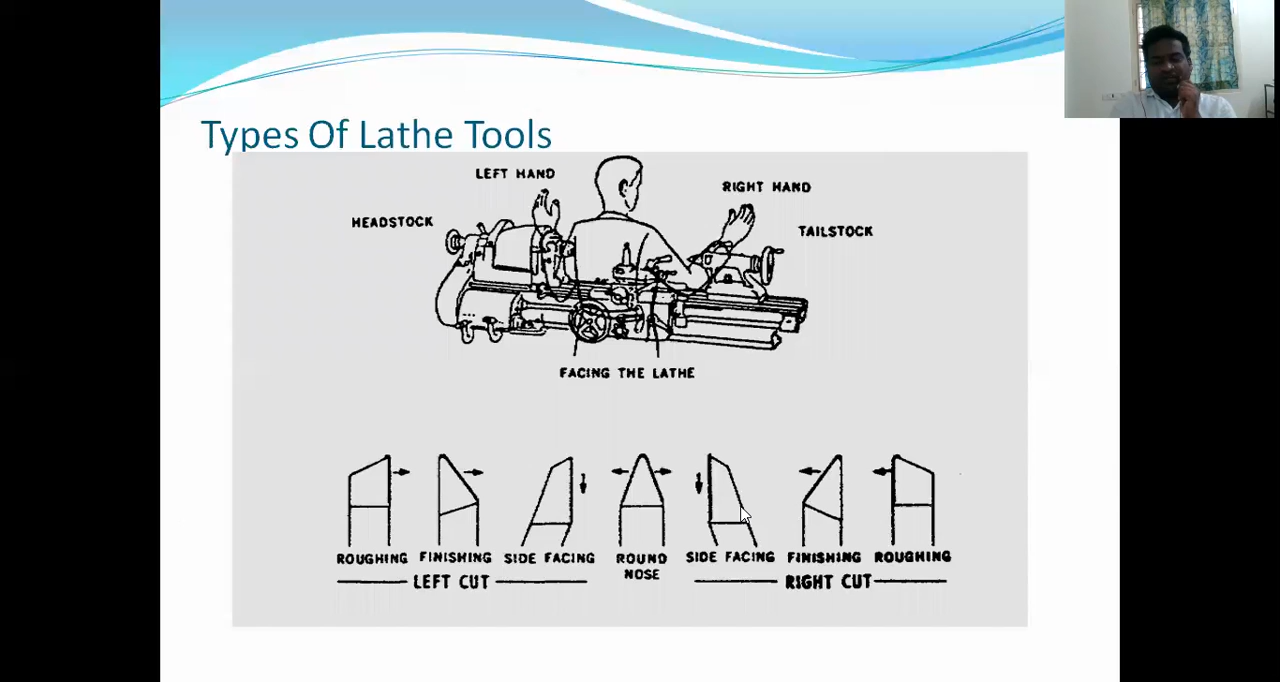 Types Of Lathe Tools
LEFT HAND
RIGHT HAND
HEADSTOCK
TAILSTOCK
FACING THE LATHE
ROUGHING FINISHING SIDE FACING ROUND NOSE SIDE FACING FINISHING ROUGHING
LEFT CUT RIGHT CUT